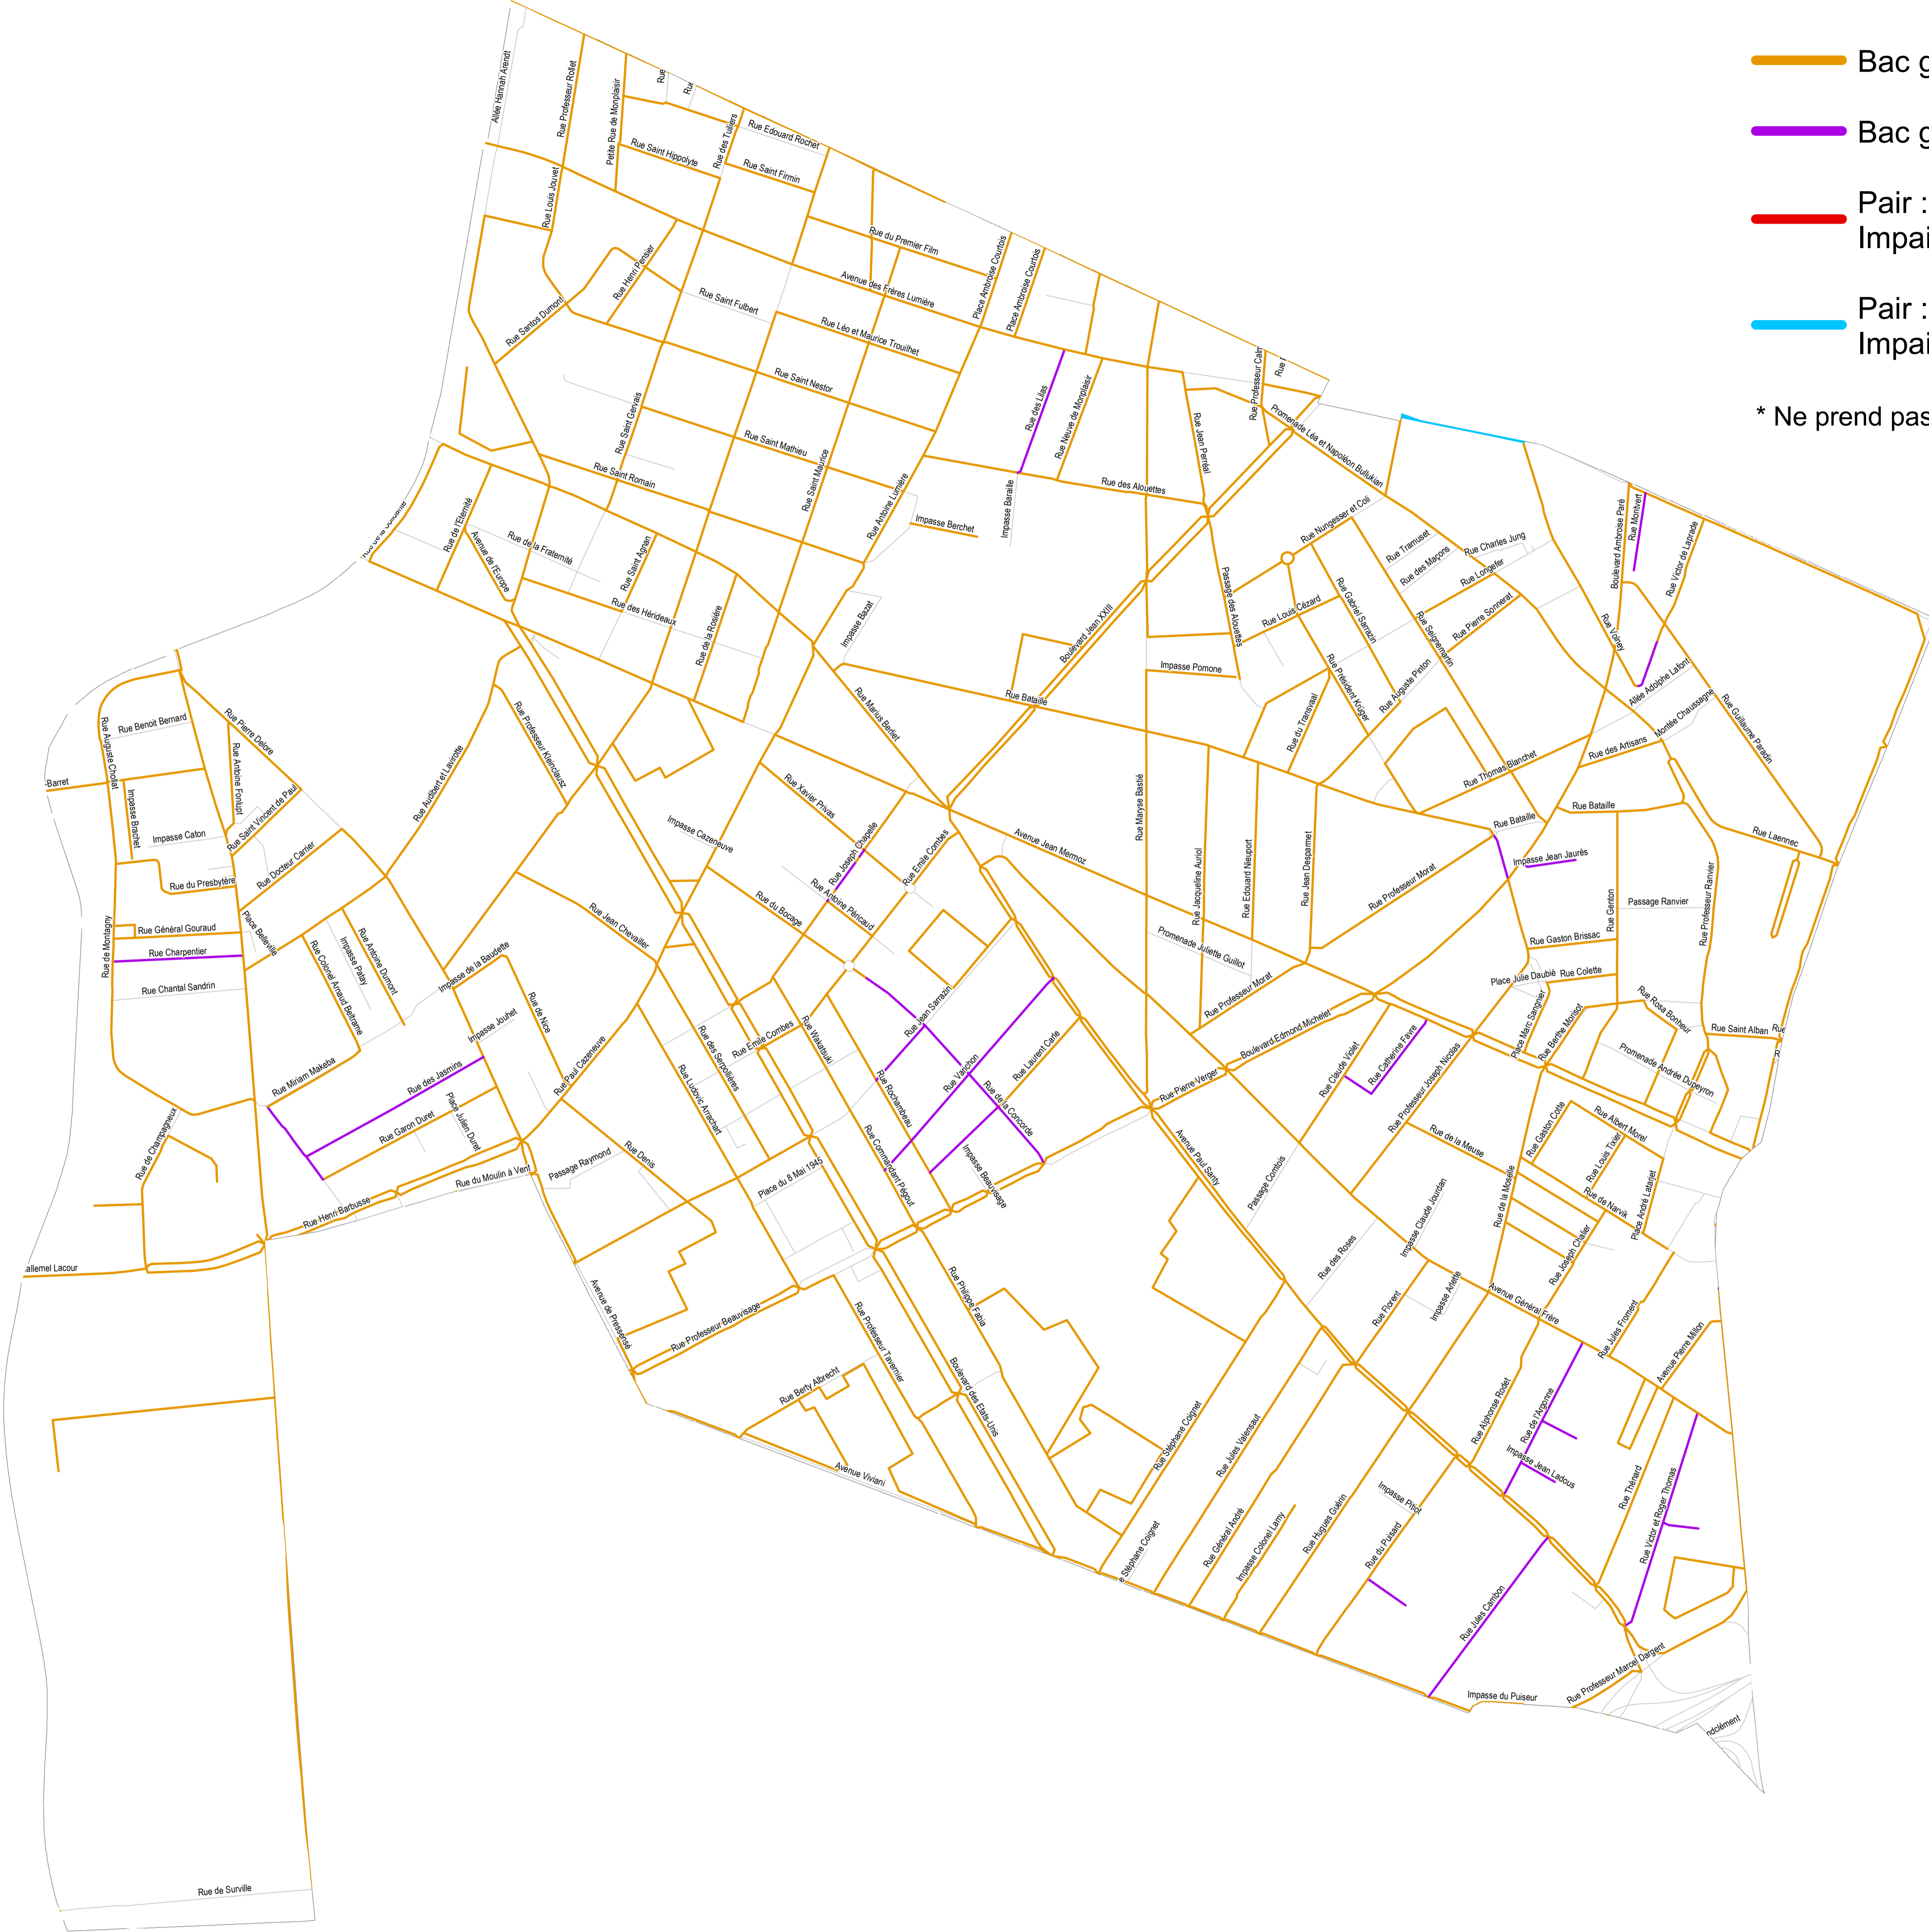 Bac g
Bac g
Pair :
Impai
Pair :
Impai
* Ne prend pas
Allée Hannah Arendt
Rue Professeur Rollet
Petite Rue de Monplaisir
Rue
Rue des Tuiliers
Rue Edouard Rochet
Rue Saint Hippolyte
Rue Saint Firmin
Rue Louis Jouvet
Rue Henri Pensier
Rue du Premier Film
Place Ambroise Courtois
Place Ambroise Courtois
Avenue des Frères Lumière
Rue Saint Fulbert
Rue Santos Dumont
Rue Léo et Maurice Trouilhet
Rue Saint Nestor
Rue des Lilas
Rue Neuve de Monplaisir
Rue Professeur Calm
Rue Saint Gervais
Rue Saint Mathieu
Rue Saint Maurice
Rue Saint Romain
Rue Antoine Lumière
Rue Jean Perréal
Promenade Léa et Napoléon Bullukian
Rue des Alouettes
Impasse Baraille
Impasse Berchet
Rue de l'Eternité
Avenue de l'Europe
Rue de la Fraternité
Rue Saint Agnan
Rue des Hérideaux
Rue de la Rosière
Impasse Bazat
Boulevard Jean XXIII
Passage des Alouettes
Rue Nungesser et Coli
Rue Tramuset
Rue des Maçons
Rue Charles Jung
Rue Longefer
Rue Louis Cézard
Rue Gabriel Sarrazin
Rue Seignemartin
Rue Pierre Sonnerat
Boulevard Ambroise Paré
Rue Montvert
Rue Victor de Laprade
Rue Volney
Allée Adolphe Lafont
Montée Chaussagne
Rue Guillaume Paradin
Rue des Artisans
Impasse Pomone
Rue Bataille
Rue Marius Berliet
Rue du Transvaal
Rue Président Krüger
Rue Auguste Pinton
Rue Thomas Blanchet
Rue Bataille
Rue Bataille
Rue Laennec
Rue Benoit Bernard
Rue Auguste Chollat
Rue Pierre Delore
Rue Antoine Fonlupt
-Barret
Impasse Brachet
Impasse Caton
Rue Saint Vincent de Paul
Rue Docteur Carrier
Rue du Presbytère
Rue Audibert et Lavirotte
Rue Professeur Kleinclausz
Impasse Cazeneuve
Rue Xavier Privas
Rue Joseph Chapelle
Rue Emile Combes
Rue Antoine Péricaud
Rue du Bocage
Avenue Jean Mermoz
Rue Maryse Bastié
Rue Jacqueline Auriol
Rue Edouard Nieuport
Rue Jean Desparmet
Rue Professeur Morat
Impasse Jean Jaurès
Passage Ranvier
Rue Professeur Ranvier
Rue Genton
Rue Gaston Brissac
Rue Colette
Place Julie Daubié
Place Marc Sangnier
Rue Berthe Morisot
Rue Rosa Bonheur
Rue Saint Alban
Rue
R
Promenade Andrée Dupeyron
Rue de Montagny
Rue Général Gouraud
Rue Charpentier
Rue Chantal Sandrin
Place Belleville
Rue Colonel Arnaud Beltrame
Impasse Patay
Rue Antoine Dumont
Impasse de la Baudette
Rue Jean Chevailler
Rue de Nice
Impasse Jouhet
Rue Miriam Makeba
Rue des Jasmins
Rue Garon Duret
Place Julien Duret
Rue Paul Cazeneuve
Rue Ludovic Arrachart
Rue des Serpollières
Rue Emile Combes
Rue Wakatsuki
Rue Rochambeau
Rue Jean Sarrazin
Rue Varichon
Rue Laurent Carle
Rue de la Concorde
Impasse Beauvisage
Rue Commandant Pégout
Promenade Juliette Guillot
Rue Professeur Morat
Boulevard Edmond Michelet
Rue Pierre Verger
Rue Claude Violet
Rue Catherine Favre
Rue Professeur Joseph Nicolas
Rue de Champagneux
Rue Henri Barbusse
Rue du Moulin à Vent
Passage Raymond
Rue Denis
Place du 8 Mai 1945
allemel Lacour
Avenue de Pressensé
Rue Professeur Beauvisage
Rue Professeur Tavernier
Rue Philippe Fabia
Boulevard des Etats-Unis
Rue Berty Albrecht
Avenue Viviani
Avenue Paul Santy
Passage Comtois
Rue de la Meuse
Rue Gaston Cotte
Rue Albert Morel
Rue Louis Tixier
Rue de Narvik
Rue de la Moselle
Place André Latarjet
Rue Joseph Chalier
Impasse Claude Jourdan
Rue des Roses
Impasse Arlette
Avenue Général Frère
Rue Florent
Rue Jules Froment
Avenue Pierre Millon
Rue Stéphane Coignet
Rue Jules Valensaut
Rue Alphonse Rodet
Rue de l'Argonne
Impasse Jean Ladous
Rue Thénard
Rue Victor et Roger Thomas
Rue Général André
Impasse Colonel Lamy
Rue Hugues Guérin
Impasse Pitiot
Rue du Puisard
e Stéphane Coignet
Rue Jules Cambon
Rue Professeur Marcel Dargent
Impasse du Puiseur
ndclément
Rue de Surville